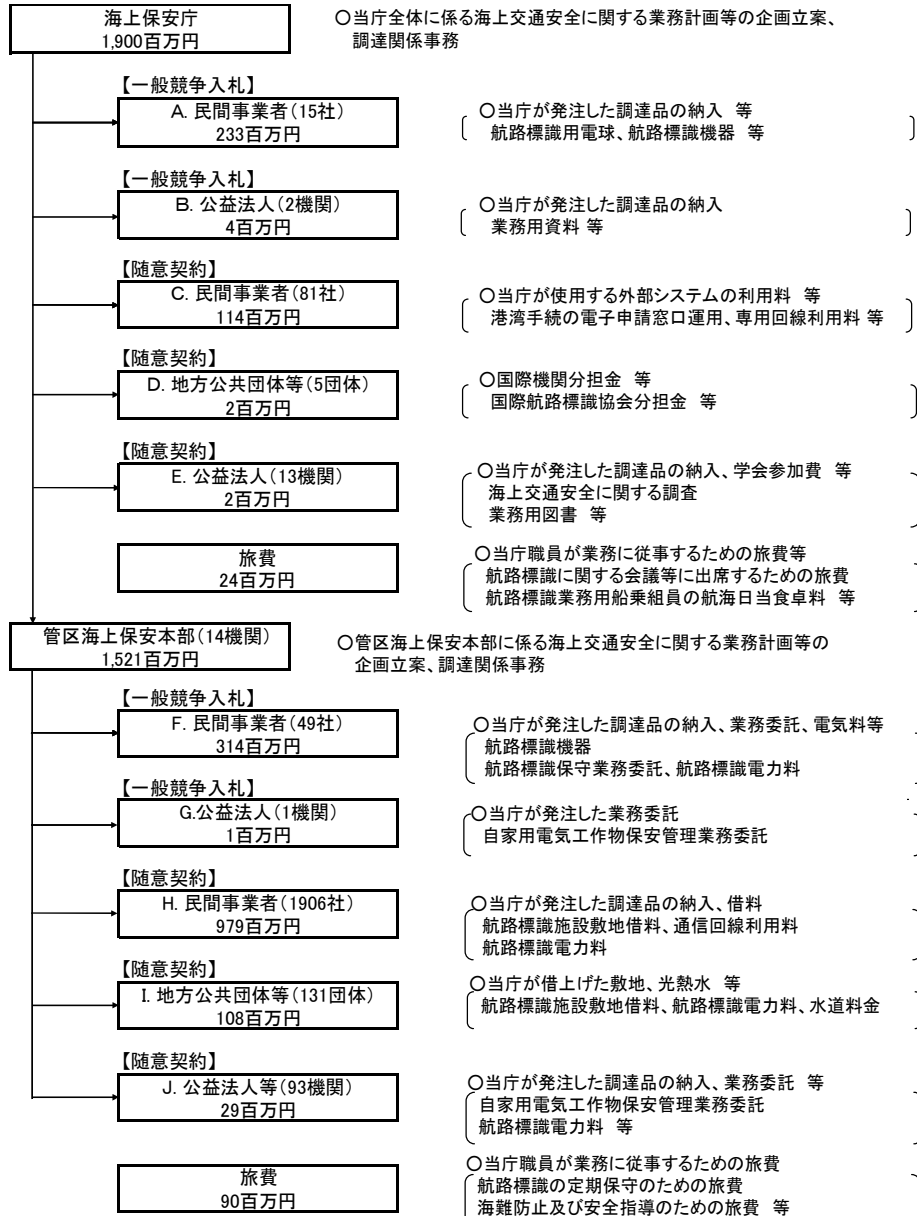 海上保安庁
1,900百万円
○当庁全体に係る海上交通安全に関する業務計画等の企画立案、
調達関係事務
【一般競争入札】
A. 民間事業者(15社)
233百万円
○当庁が発注した調達品の納入 等
航路標識用電球、航路標識機器 等
【一般競争入札】
B. 公益法人(2機関)
4百万円
○当庁が発注した調達品の納入
業務用資料 等
【随意契約】
C. 民間事業者(81社)
114百万円
○当庁が使用する外部システムの利用料 等
港湾手続の電子申請窓口運用、専用回線利用料 等
【随意契約】
D. 地方公共団体等(5団体)
2百万円
○国際機関分担金 等
国際航路標識協会分担金 等
【随意契約】
E. 公益法人(13機関)
2百万円
○当庁が発注した調達品の納入、学会参加費 等
海上交通安全に関する調査
業務用図書 等
旅費
24百万円
○当庁職員が業務に従事するための旅費等
航路標識に関する会議等に出席するための旅費
航路標識業務用船乗組員の航海日当食卓料 等
管区海上保安本部(14機関)
1,521百万円
○管区海上保安本部に係る海上交通安全に関する業務計画等の
企画立案、調達関係事務
【一般競争入札】
F. 民間事業者(49社)
314百万円
○当庁が発注した調達品の納入、業務委託、電気料等
航路標識機器
航路標識保守業務委託、航路標識電力料
【一般競争入札】
G.公益法人(1機関)
1百万円
○当庁が発注した業務委託
自家用電気工作物保安管理業務委託
【随意契約】
H. 民間事業者(1906社)
979百万円
○当庁が発注した調達品の納入、借料
航路標識施設敷地借料、通信回線利用料
航路標識電力料
【随意契約】
I. 地方公共団体等(131団体)
108百万円
○当庁が借上げた敷地、光熱水 等
航路標識施設敷地借料、航路標識電力料、水道料金
【随意契約】
J. 公益法人等(93機関)
29百万円
○当庁が発注した調達品の納入、業務委託 等
自家用電気工作物保安管理業務委託
航路標識電力料 等
旅費
90百万円
○当庁職員が業務に従事するための旅費
航路標識の定期保守のための旅費
海難防止及び安全指導のための旅費 等